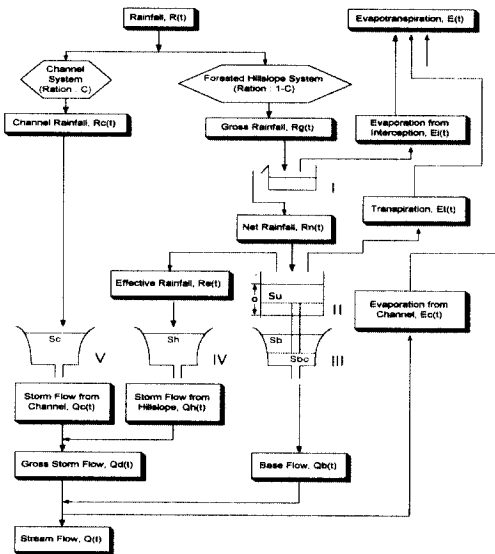 Rainfall, R(t)
Evapotranspiration, E(t)
Channel
System
(Ration : C)
Forested Hillslope System
(Ration : 1-C)
Channel Rainfall, Rc(t)
Gross Rainfall, Rg(t)
Evaporation from
Interception, Ei(t)
I
Transpiration, Et(t)
Net Rainfall, Rn(t)
Effective Rainfall, Re(t)
Su
II
Evaporation from
Channel, Ec(t)
Sc
V
Sh
IV
Sb
Sbc
III
Storm Flow from
Channel, Qc(t)
Storm Flow from
Hillslope, Qh(t)
Gross Storm Flow, Qd(t)
Base Flow, Qb(t)
Stream Flow, Q(t)